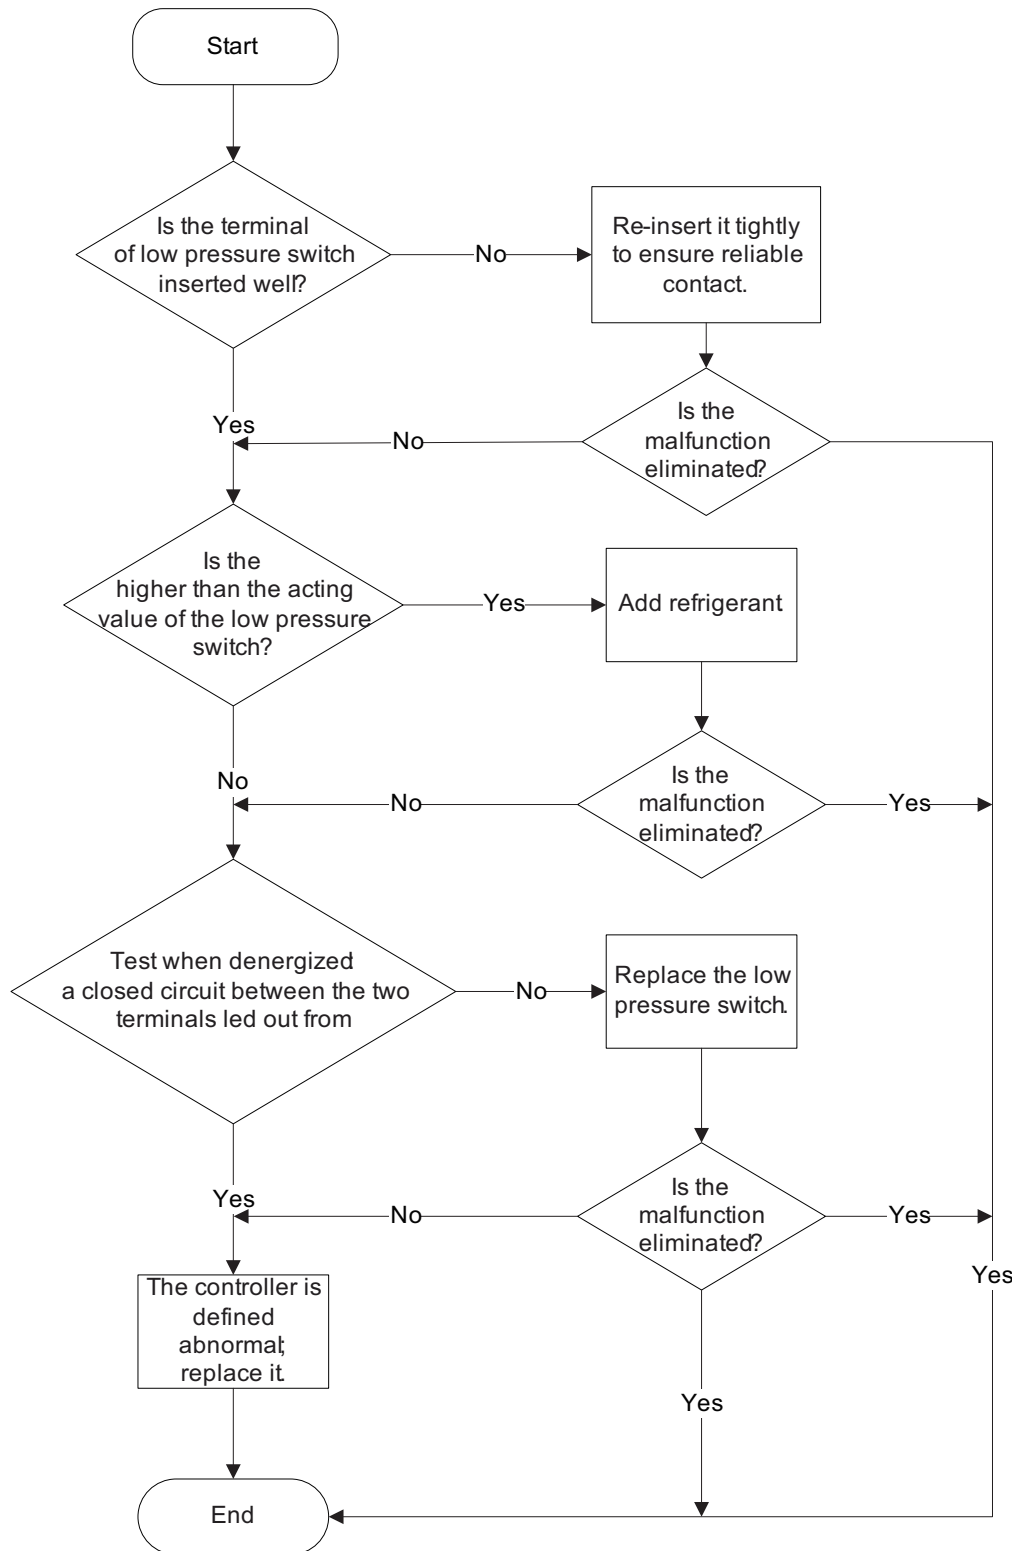 Start
Is the terminal
of low pressure switch
inserted well?
No
Re-insert it tightly
to ensure reliable
contact.
Yes
No
Is the
malfunction
eliminated?
Is the
higher than the acting
value of the low pressure
switch?
Yes
Add refrigerant
No
No
Is the
malfunction
eliminated?
Yes
Test when denergized
a closed circuit between the two
terminals led out from
No
Replace the low
pressure switch.
Yes
No
Is the
malfunction
eliminated?
Yes
Yes
The controller is
defined
abnormal;
replace it.
Yes
End